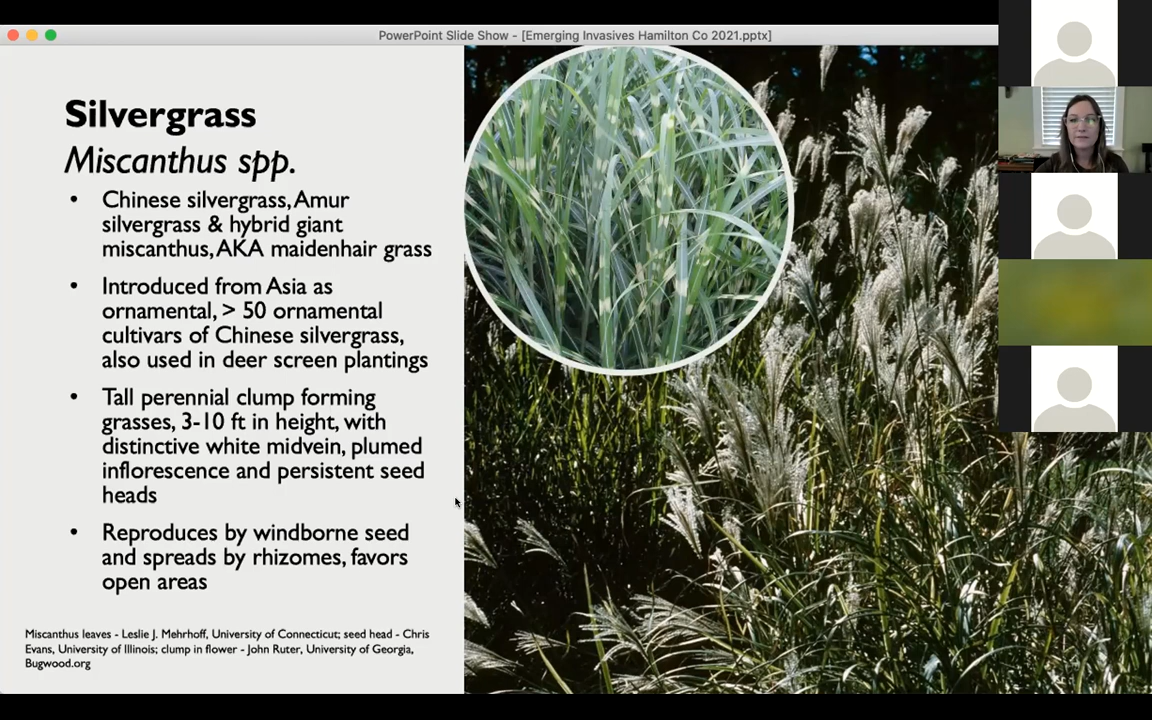 PowerPoint Slide Show - [Emerging Invasives Hamilton Co 2021.pptx]
Silvergrass
Miscanthus spp.
• Chinese silvergrass, Amur
silvergrass & hybrid giant
miscanthus, AKA maidenhair grass
• Introduced from Asia as
ornamental, > 50 ornamental
cultivars of Chinese silvergrass,
also used in deer screen plantings
• Tall perennial clump forming
grasses, 3-10 ft in height, with
distinctive white midvein, plumed
inflorescence and persistent seed
heads
• Reproduces by windborne seed
and spreads by rhizomes, favors
open areas
Miscanthus leaves - Leslie J. Mehrhoff, University of Connecticut; seed head - Chris
Evans, University of Illinois; clump in flower - John Ruter, University of Georgia,
Bugwood.org